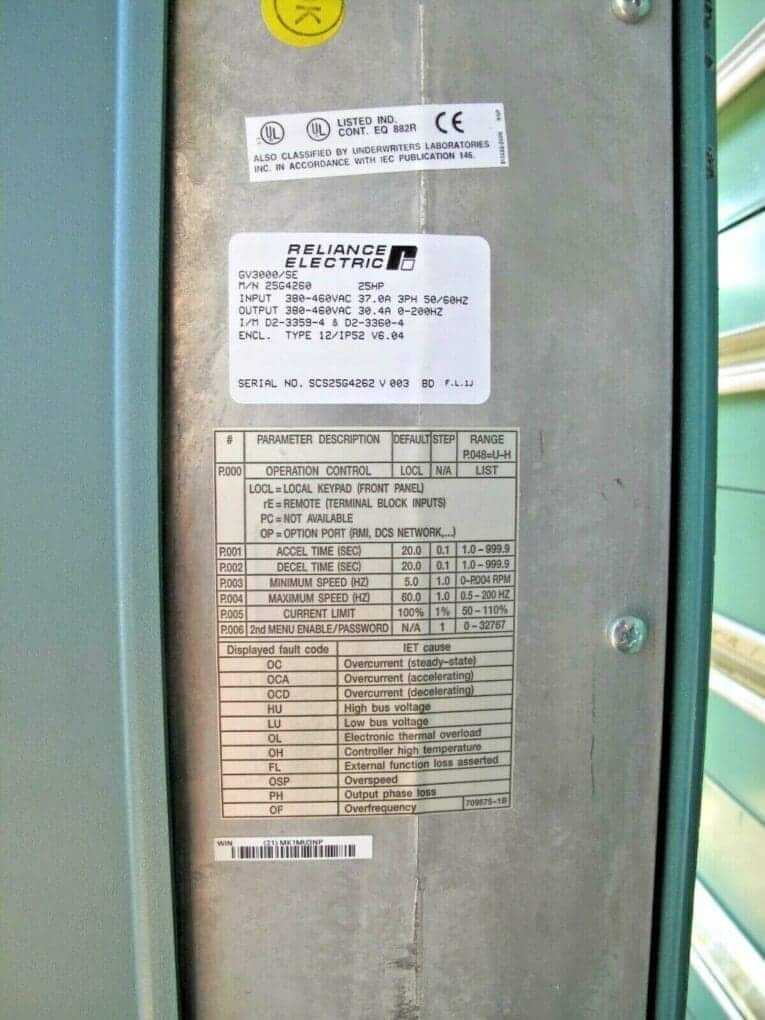 K
UL UL LISTED IND. CE
CONT. EQ 882R
ALSO CLASSIFIED BY UNDERWRITERS LABORATORIES
INC. IN ACCORDANCE WITH IEC PUBLICATION 146.
RELIANCE
ELECTRIC
GV3000/SE
M/N 25G4260 25HP
INPUT 380-460VAC 37.0A 3PH 50/60HZ
OUTPUT 380-460VAC 30.4A 0-200HZ
I/M D2-3359-4 & D2-3360-4
ENCL. TYPE 12/IP52 V6.04
SERIAL NO. SCS25G4262 V 003 BD F.L.1J
# PARAMETER DESCRIPTION DEFAULT STEP RANGE
P.048=U-H
P.000 OPERATION CONTROL LOCL N/A LIST
LOCL = LOCAL KEYPAD (FRONT PANEL)
rE = REMOTE (TERMINAL BLOCK INPUTS)
PC = NOT AVAILABLE
OP = OPTION PORT (RMI, DCS NETWORK,...)
P.001 ACCEL TIME (SEC) 20.0 0.1 1.0 – 999.9
P.002 DECEL TIME (SEC) 20.0 0.1 1.0 – 999.9
P.003 MINIMUM SPEED (HZ) 5.0 1.0 0–P.004 RPM
P.004 MAXIMUM SPEED (HZ) 60.0 1.0 0.5 – 200 HZ
P.005 CURRENT LIMIT 100% 1% 50 – 110%
P.006 2nd MENU ENABLE/PASSWORD N/A 1 0 – 32767
Displayed fault code IET cause
OC Overcurrent (steady-state)
OCA Overcurrent (accelerating)
OCD Overcurrent (decelerating)
HU High bus voltage
LU Low bus voltage
OL Electronic thermal overload
OH Controller high temperature
FL External function loss asserted
OSP Overspeed
PH Output phase loss
OF Overfrequency 709875-1B
WIN